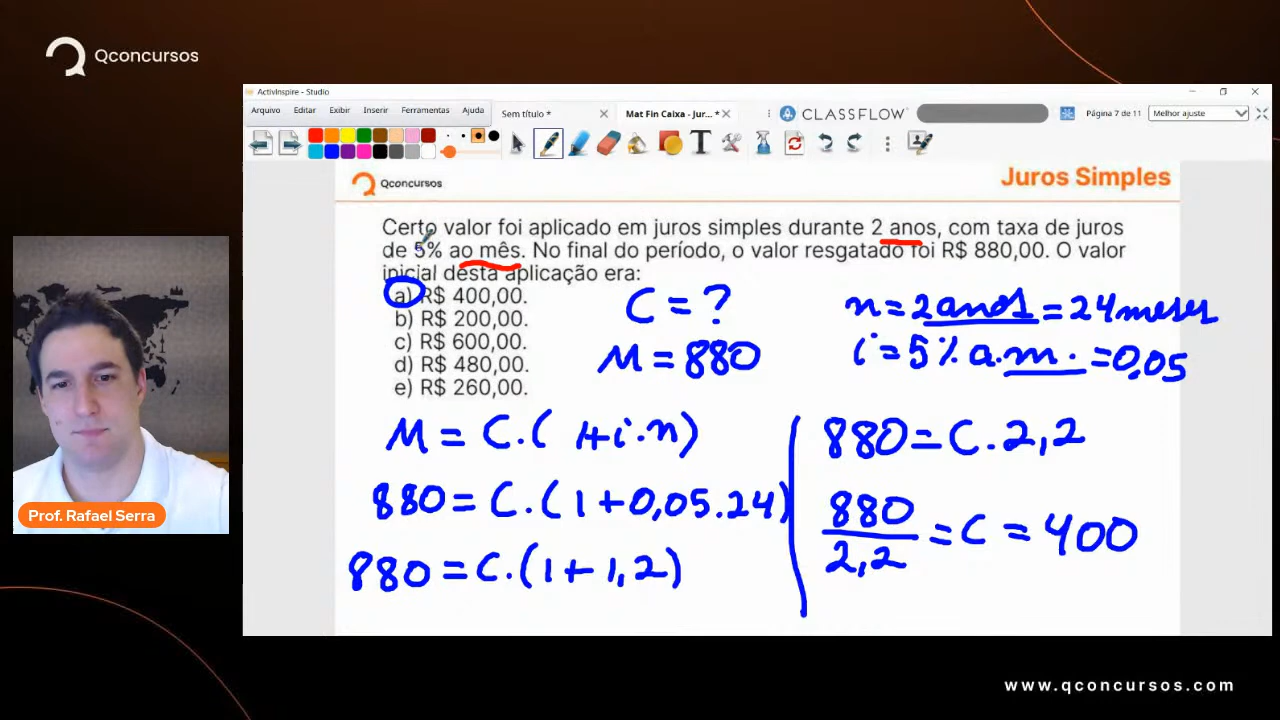 Qconcursos
ActivInspire - Studio
Arquivo Editar Exibir Inserir Ferramentas Ajuda
Sem título *
Mat Fin Caixa - Jur... *
CLASSFLOW
Página 7 de 11
Melhor ajuste
Qconcursos
Juros Simples
Certo valor foi aplicado em juros simples durante 2 anos, com taxa de juros
de 5% ao mês. No final do período, o valor resgatado foi R$ 880,00. O valor
inicial desta aplicação era:
a) R$ 400,00.
b) R$ 200,00.
c) R$ 600,00.
d) R$ 480,00.
e) R$ 260,00.
C = ?
M = 880
n = 2 anos = 24 meses
i = 5% a.m. = 0,05
M = C.(1+i.n)
880 = C.(1+0,05.24)
880 = C.(1+1,2)
880 = C.2,2
880
2,2
= C = 400
Prof. Rafael Serra
www.qconcursos.com